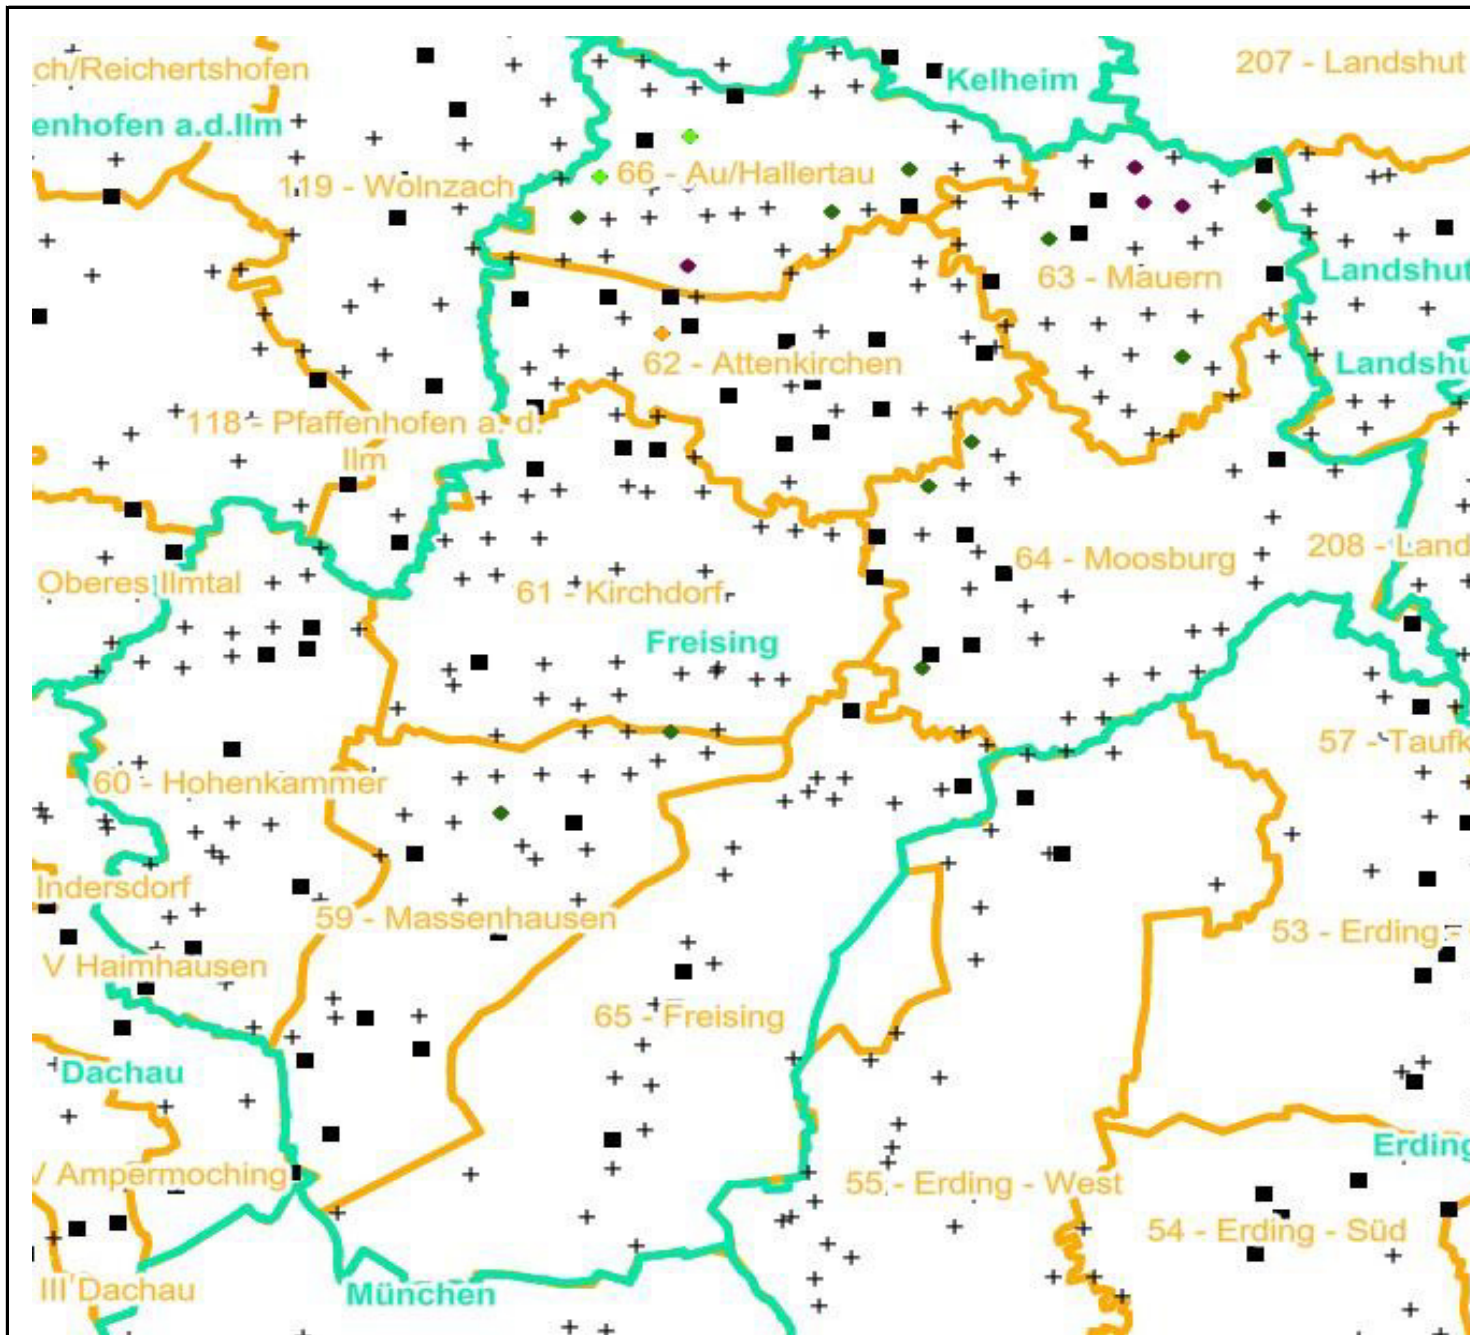 ch/Reichertshofen
207 - Landshut
Kelheim
enhofen a.d.Ilm
119 - Wolnzach
66 - Au/Hallertau
63 - Mauern
Landshut
62 - Attenkirchen
Landshu
118 - Pfaffenhofen a. d.
Ilm
208 - Land
64 - Moosburg
Oberes Ilmtal
61 - Kirchdorf
Freising
57 - Taufk
60 - Hohenkammer
Indersdorf
59 - Massenhausen
53 - Erding -
V Haimhausen
65 - Freising
Dachau
Erding
V Ampermoching
55 - Erding - West
54 - Erding - Süd
III Dachau
München